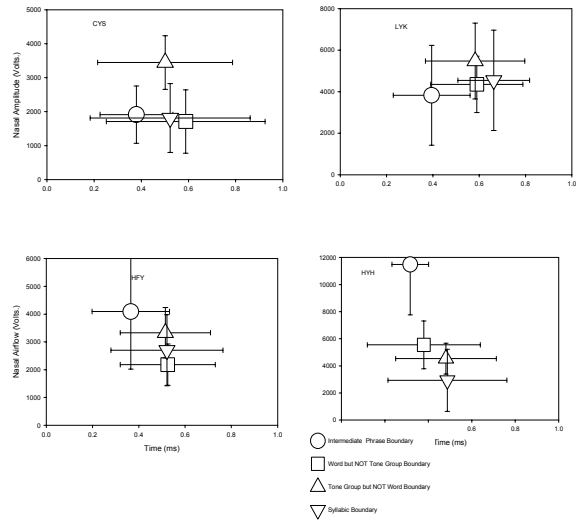 CYS
Nasal Amplitude (Volts.)
5000
4000
3000
2000
1000
0
0.0 0.2 0.4 0.6 0.8 1.0
LYK
8000
6000
4000
2000
0
0.0 0.2 0.4 0.6 0.8 1.0
HFY
Nasal Airflow (Volts.)
6000
5000
4000
3000
2000
1000
0
0.0 0.2 0.4 0.6 0.8 1.0
Time (ms)
HYH
12000
10000
8000
6000
4000
2000
0
0.0 0.2 0.4 0.6 0.8 1.0
Time (ms)
Intermediate Phrase Boundary
Word but NOT Tone Group Boundary
Tone Group but NOT Word Boundary
Syllabic Boundary